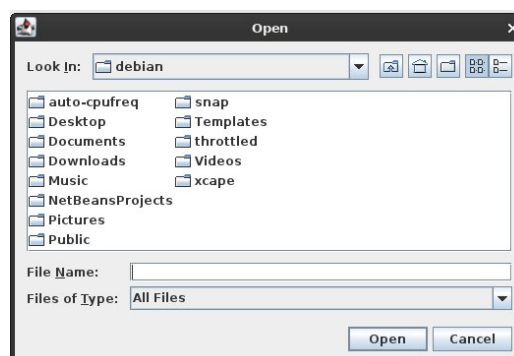 Open
Look In: debian
auto-cpufreq
Desktop
Documents
Downloads
Music
NetBeansProjects
Pictures
Public
snap
Templates
throttled
Videos
xcape
File Name:
Files of Type: All Files
Open Cancel